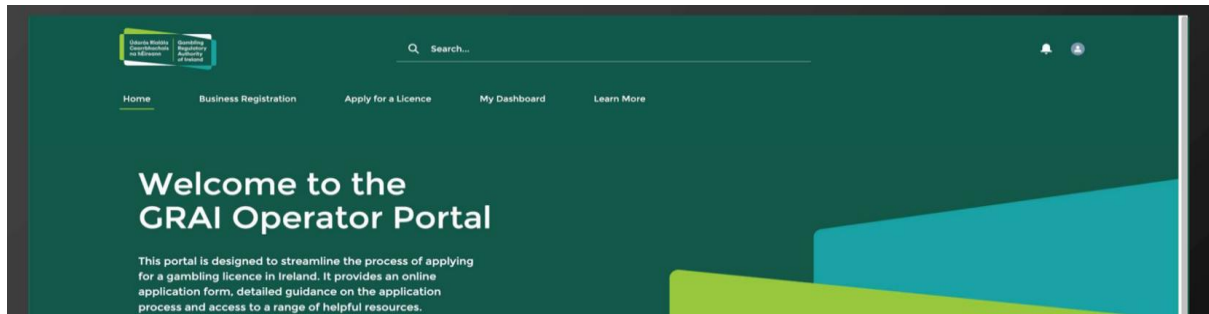 Údarás Rialála
Cearrbhachais
na hÉireann
Gambling
Regulatory
Authority
of Ireland
Search...
Home
Business Registration
Apply for a Licence
My Dashboard
Learn More
Welcome to the
GRAI Operator Portal
This portal is designed to streamline the process of applying
for a gambling licence in Ireland. It provides an online
application form, detailed guidance on the application
process and access to a range of helpful resources.